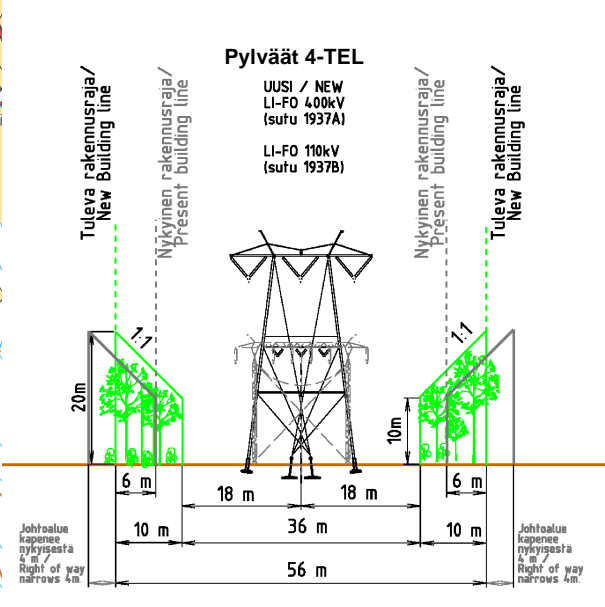 Pylväät 4-TEL
UUSI / NEW
LI-FO 400kV
(sutu 1937A)
LI-FO 110kV
(sutu 1937B)
Tuleva rakennusraja/
New Building line
Nykyinen rakennusraja/
Present building line
Nykyinen rakennusraja/
Present building line
Tuleva rakennusraja/
New Building line
1:1
1:1
20m
10m
6 m
6 m
18 m
18 m
10 m
36 m
10 m
56 m
Johtoalue
kapenee
nykyisestä
4 m /
Right of way
narrows 4m.
Johtoalue
kapenee
nykyisestä
4 m /
Right of way
narrows 4m.